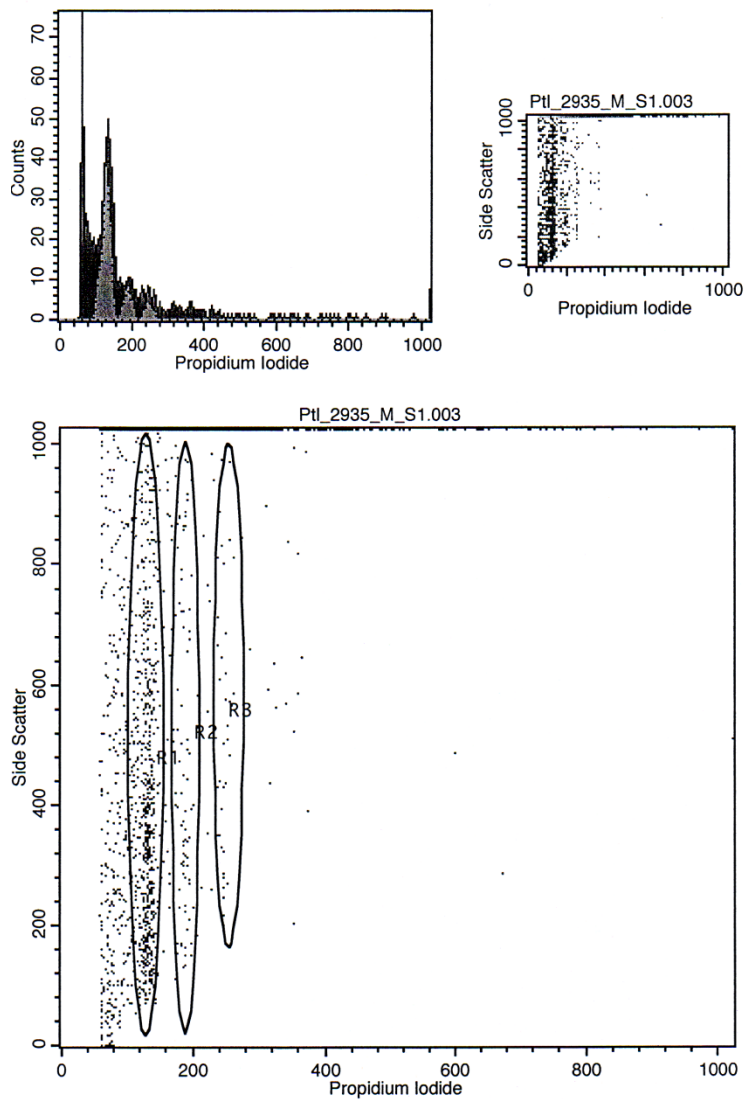 70
60
50
40
30
20
10
0
Counts
0 200 400 600 800 1000
Propidium Iodide
PtI_2935_M_S1.003
1000
0
Side Scatter
0 1000
Propidium Iodide
PtI_2935_M_S1.003
1000
800
600
400
200
0
Side Scatter
R3
R2
R1
0 200 400 600 800 1000
Propidium Iodide